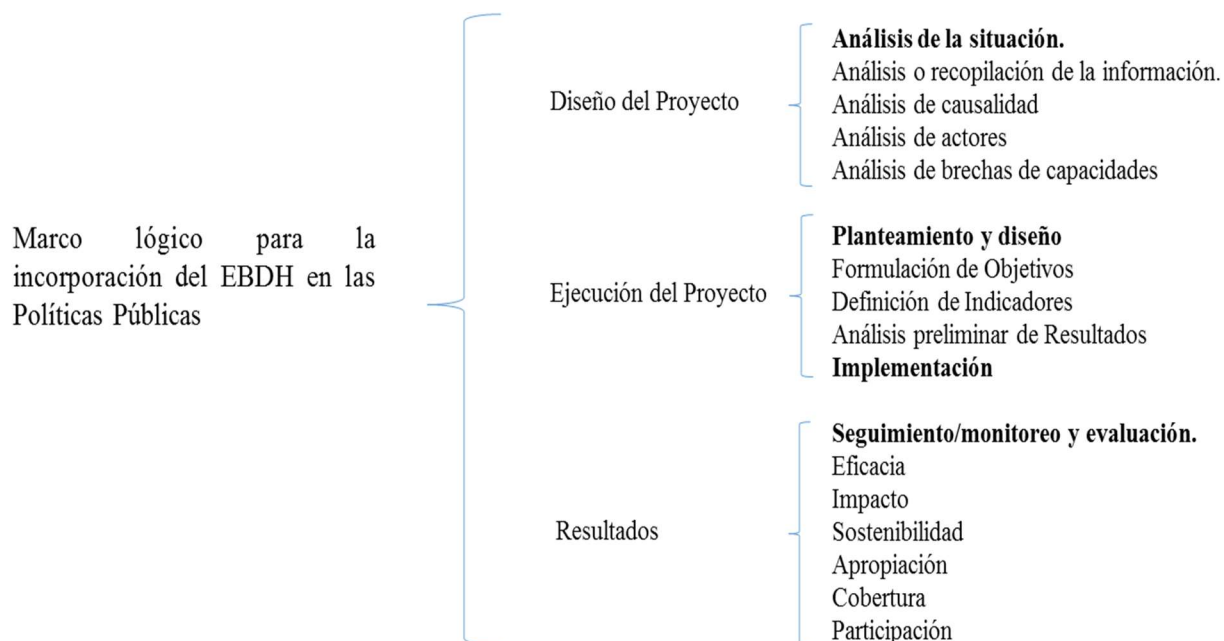 Marco lógico para la
incorporación del EBDH en las
Políticas Públicas
Diseño del Proyecto
Análisis de la situación.
Análisis o recopilación de la información.
Análisis de causalidad
Análisis de actores
Análisis de brechas de capacidades
Ejecución del Proyecto
Planteamiento y diseño
Formulación de Objetivos
Definición de Indicadores
Análisis preliminar de Resultados
Implementación
Resultados
Seguimiento/monitoreo y evaluación.
Eficacia
Impacto
Sostenibilidad
Apropiación
Cobertura
Participación